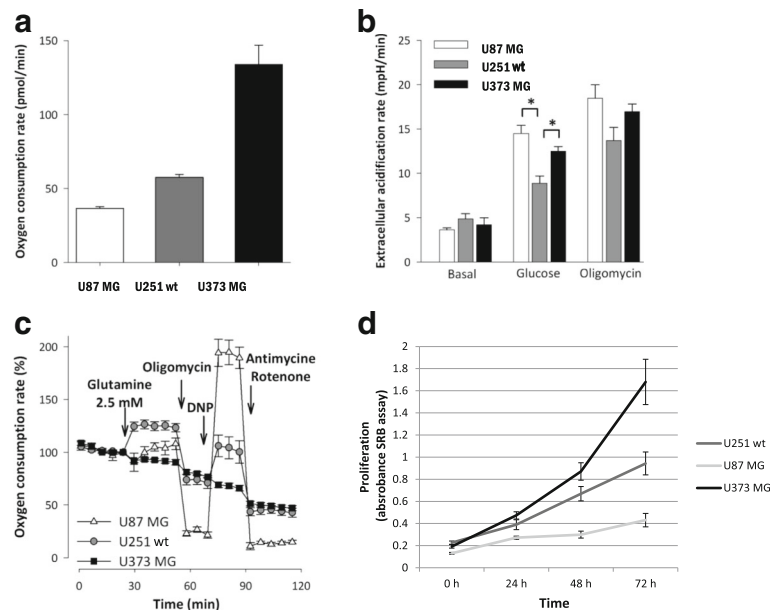 a
Oxygen consumption rate (pmol/min)
150
100
50
0
U87 MG U251 wt U373 MG
b
Extracellular acidification rate (mpH/min)
25
20
15
10
5
0
U87 MG
U251 wt
U373 MG
*
*
Basal Glucose Oligomycin
c
Oxygen consumption rate (%)
200
150
100
50
0
Glutamine
2.5 mM
Oligomycin
DNP
Antimycine
Rotenone
U87 MG
U251 wt
U373 MG
0 30 60 90 120
Time (min)
d
Proliferation
(absrobance SRB assay)
2
1.8
1.6
1.4
1.2
1
0.8
0.6
0.4
0.2
0
0 h 24 h 48 h 72 h
Time
U251 wt
U87 MG
U373 MG